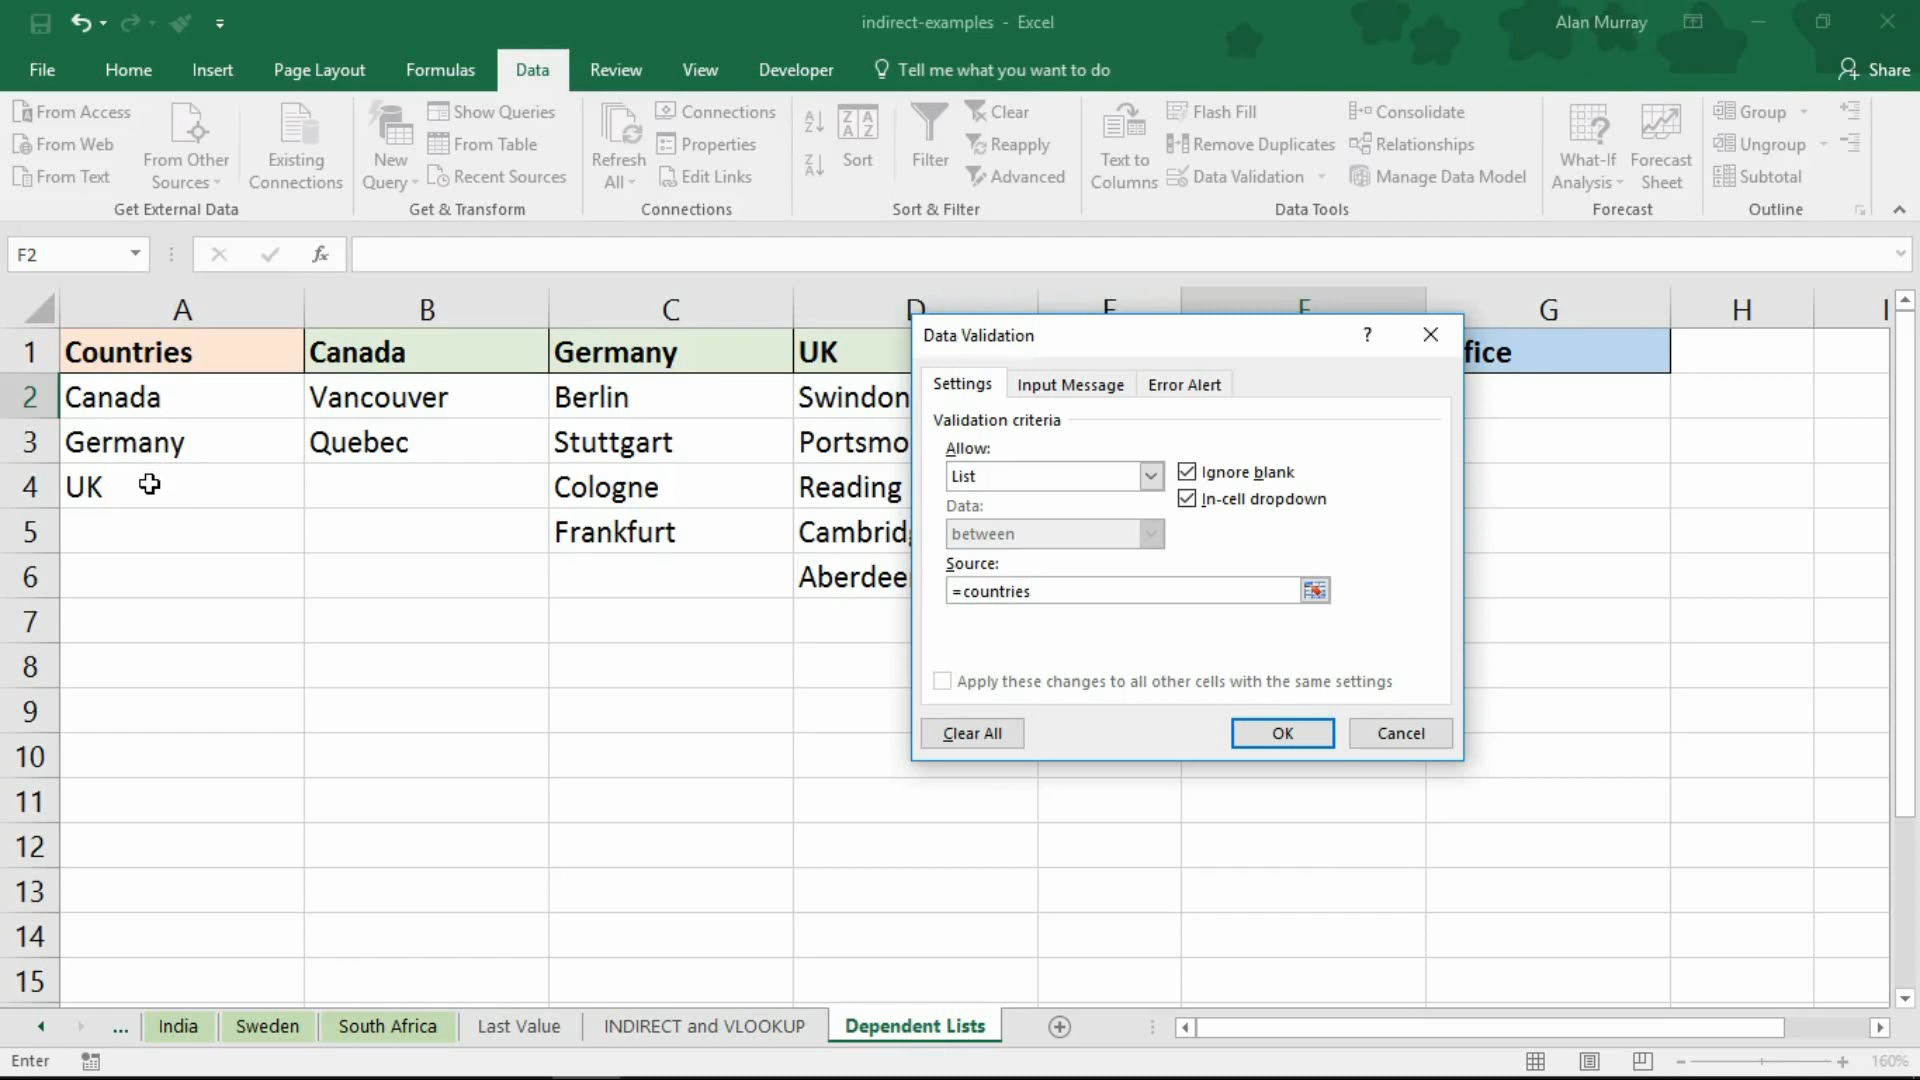 indirect-examples - Excel
Alan Murray
File Home Insert Page Layout Formulas Data Review View Developer Tell me what you want to do Share
From Access
From Web
From Text
From Other
Sources
Get External Data
Existing
Connections
New
Query
Show Queries
From Table
Recent Sources
Get & Transform
Refresh
All
Connections
Properties
Edit Links
Connections
Sort
Filter
Clear
Reapply
Advanced
Sort & Filter
Text to
Columns
Flash Fill
Remove Duplicates
Data Validation
Consolidate
Relationships
Manage Data Model
Data Tools
What-If
Analysis
Forecast
Sheet
Forecast
Group
Ungroup
Subtotal
Outline
F2
fx
A B C D E F G H I
1 Countries Canada Germany UK fice
2 Canada Vancouver Berlin Swindon
3 Germany Quebec Stuttgart Portsmo
4 UK Cologne Reading
5 Frankfurt Cambridg
6 Aberdee
7
8
9
10
11
12
13
14
15
Data Validation ?
Settings Input Message Error Alert
Validation criteria
Allow:
List
Ignore blank
In-cell dropdown
Data:
between
Source:
=countries
Apply these changes to all other cells with the same settings
Clear All OK Cancel
... India Sweden South Africa Last Value INDIRECT and VLOOKUP Dependent Lists
Enter
160%